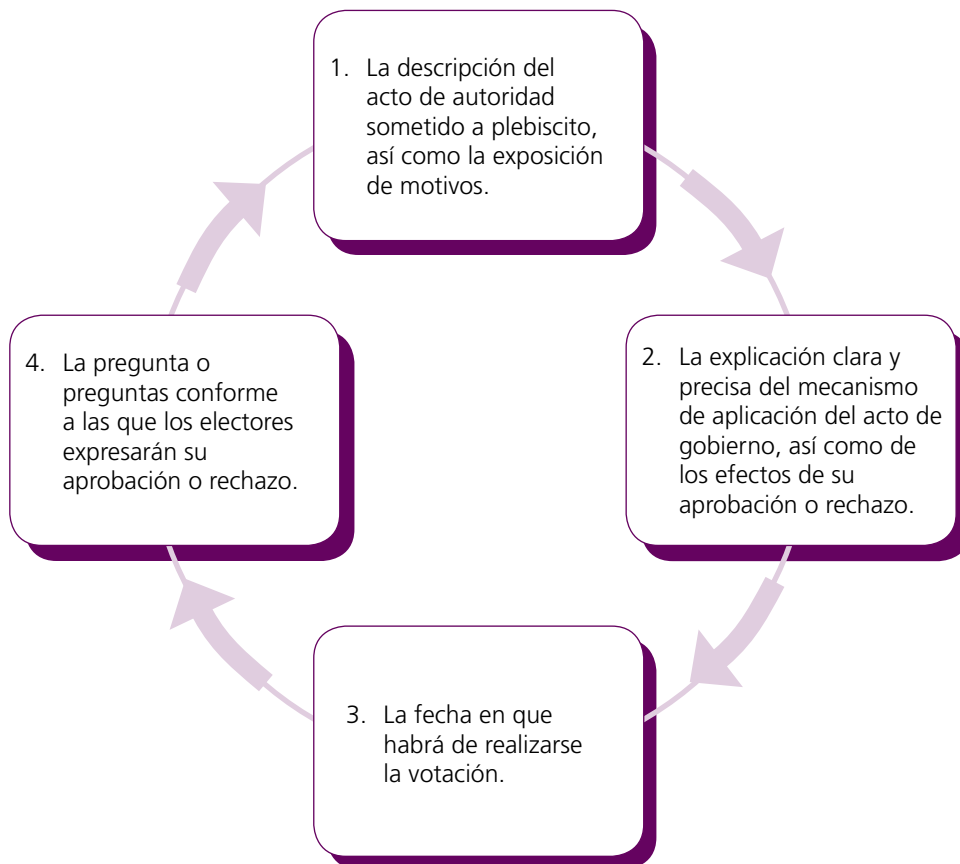 1. La descripción del
acto de autoridad
sometido a plebiscito,
así como la exposición
de motivos.
2. La explicación clara y
precisa del mecanismo
de aplicación del acto de
gobierno, así como de
los efectos de su
aprobación o rechazo.
3. La fecha en que
habrá de realizarse
la votación.
4. La pregunta o
preguntas conforme
a las que los electores
expresarán su
aprobación o rechazo.